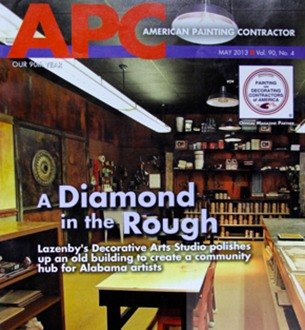 APC
AMERICAN PAINTING CONTRACTOR
MAY 2013 Vol. 90, No. 4
OUR 90TH YEAR
PAINTING
AND
DECORATING
CONTRACTORS
OF AMERICA
OFFICIAL MAGAZINE PARTNER
A Diamond
in the Rough
Lazenby's Decorative Arts Studio polishes
up an old building to create a community
hub for Alabama artists